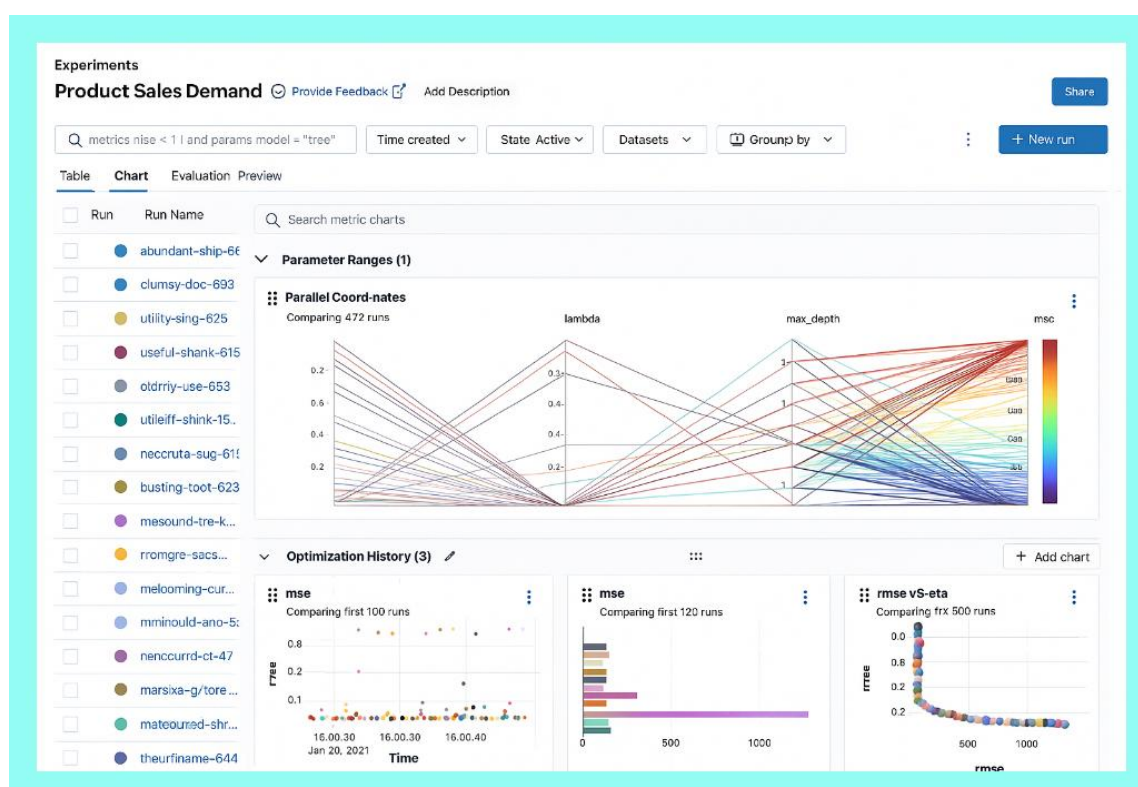 Experiments
Product Sales Demand Provide Feedback Add Description
Share
metrics nise < 1 l and params model = "tree"
Time created
State Active
Datasets
Grounp by
+ New run
Table Chart Evaluation Preview
Run Run Name
Search metric charts
abundant-ship-66
clumsy-doc-693
utility-sing-625
useful-shank-615
otdrriy-use-653
utileiff-shink-15..
neccruta-sug-615
busting-toot-623
mesound-tre-k...
rromgre-sacs...
melooming-cur...
mminould-ano-5:
nenccurrd-ct-47
marsixa-g/tore...
mateourred-shr...
theurfiname-644
Parameter Ranges (1)
Parallel Coord-nates
Comparing 472 runs
lambda
max_depth
msc
0.2
0.6
0.4
0.2
0.3
0.4
0.4
0.2
1
1
1
Optimization History (3)
+ Add chart
mse
Comparing first 100 runs
0.8
0.2
0.1
16.00.30 16.00.30 16.00.40
Jan 20, 2021
Time
mse
Comparing first 120 runs
0 500 1000
rmse vS-eta
Comparing frx 500 runs
0.0
0.8
0.2
0.2
500 1000
rmse